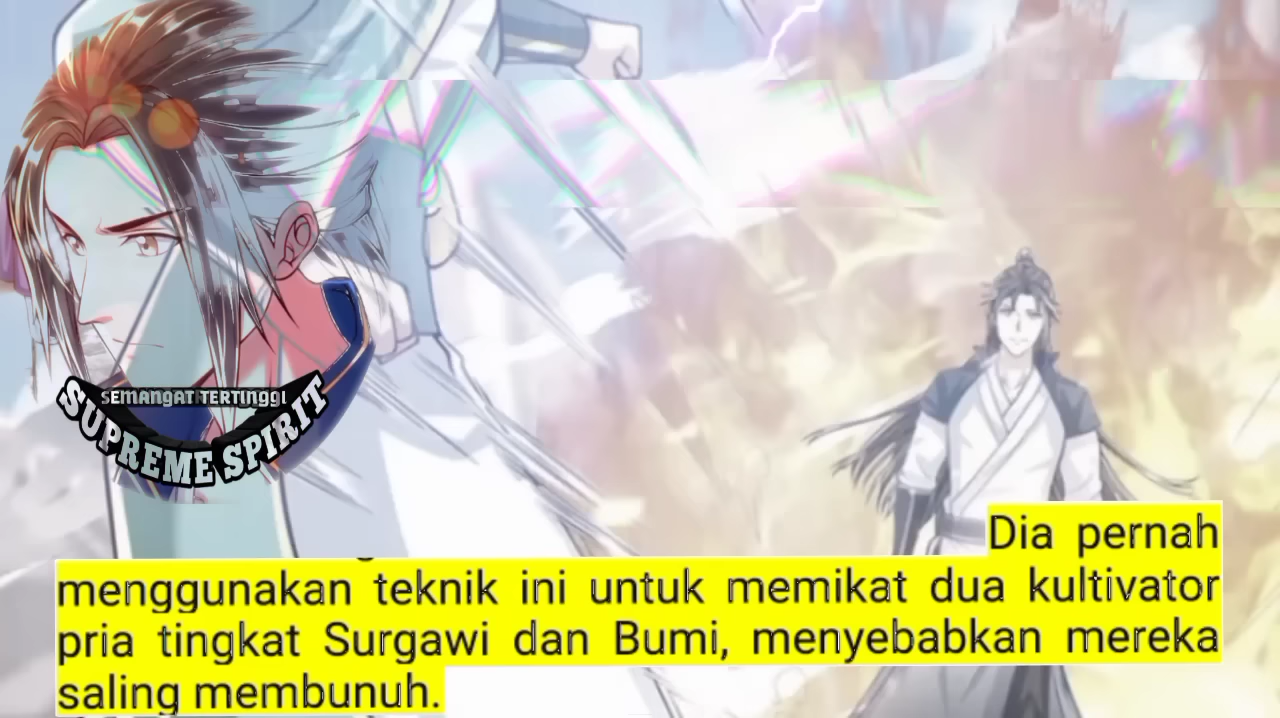 SEMANGAT TERTINGGI
SUPREME SPIRIT
Dia pernah
menggunakan teknik ini untuk memikat dua kultivator
pria tingkat Surgawi dan Bumi, menyebabkan mereka
saling membunuh.